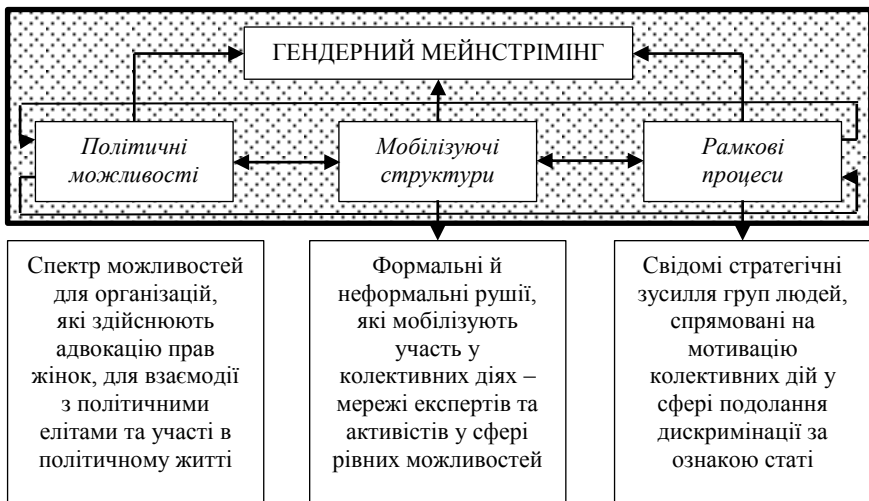 ГЕНДЕРНИЙ МЕЙНСТРІМІНГ
Політичні
можливості
Мобілізуючі
структури
Рамкові
процеси
Спектр можливостей
для організацій,
які здійснюють
адвокацію прав
жінок, для взаємодії
з політичними
елітами та участі в
політичному житті
Формальні й
неформальні рушії,
які мобілізують
участь у
колективних діях –
мережі експертів та
активістів у сфері
рівних можливостей
Свідомі стратегічні
зусилля груп людей,
спрямовані на
мотивацію
колективних дій у
сфері подолання
дискримінації за
ознакою статі